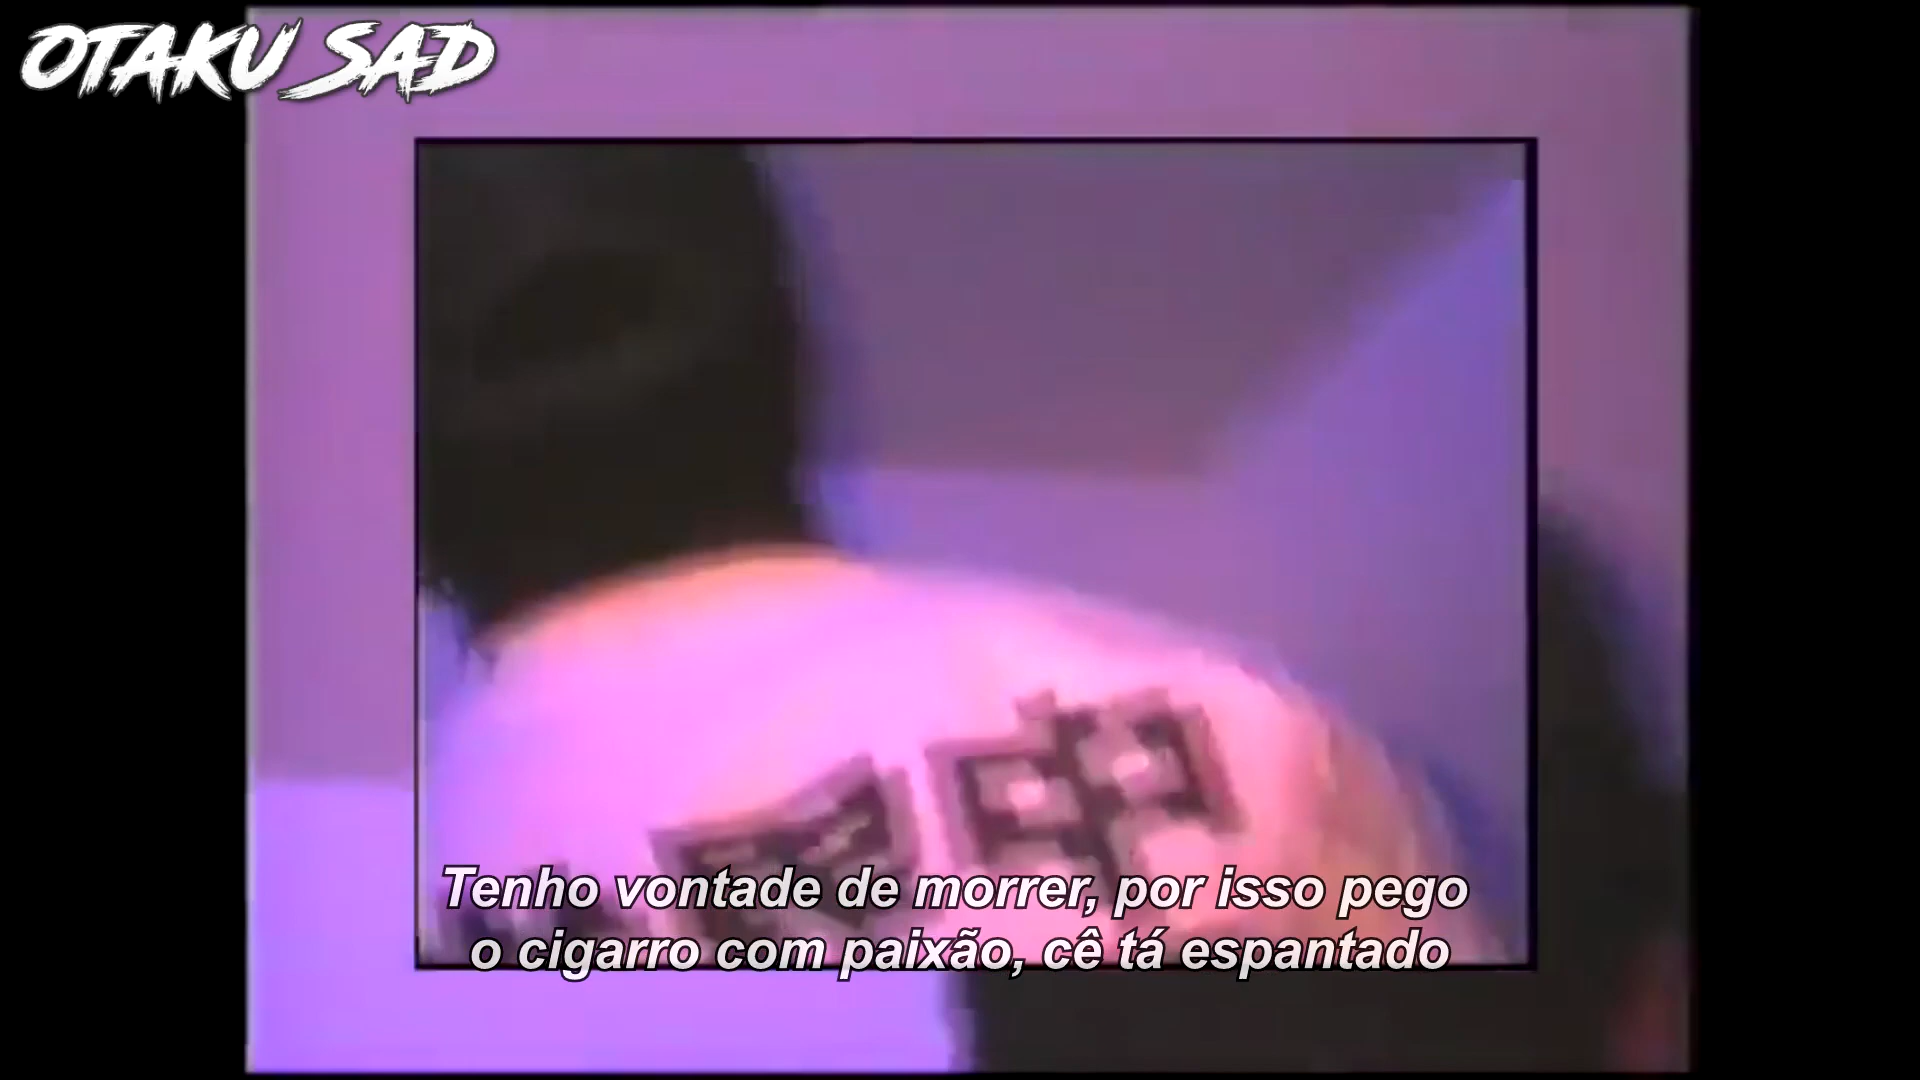 OTAKU SAD
Tenho vontade de morrer, por isso pego
o cigarro com paixão, cê tá espantado